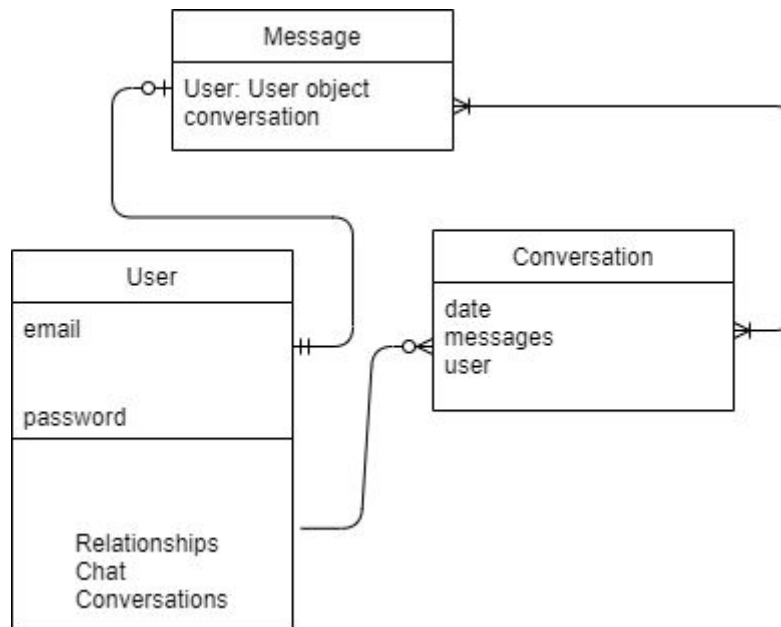 Message
User: User object
conversation
User
email
password
Relationships
Chat
Conversations
Conversation
date
messages
user